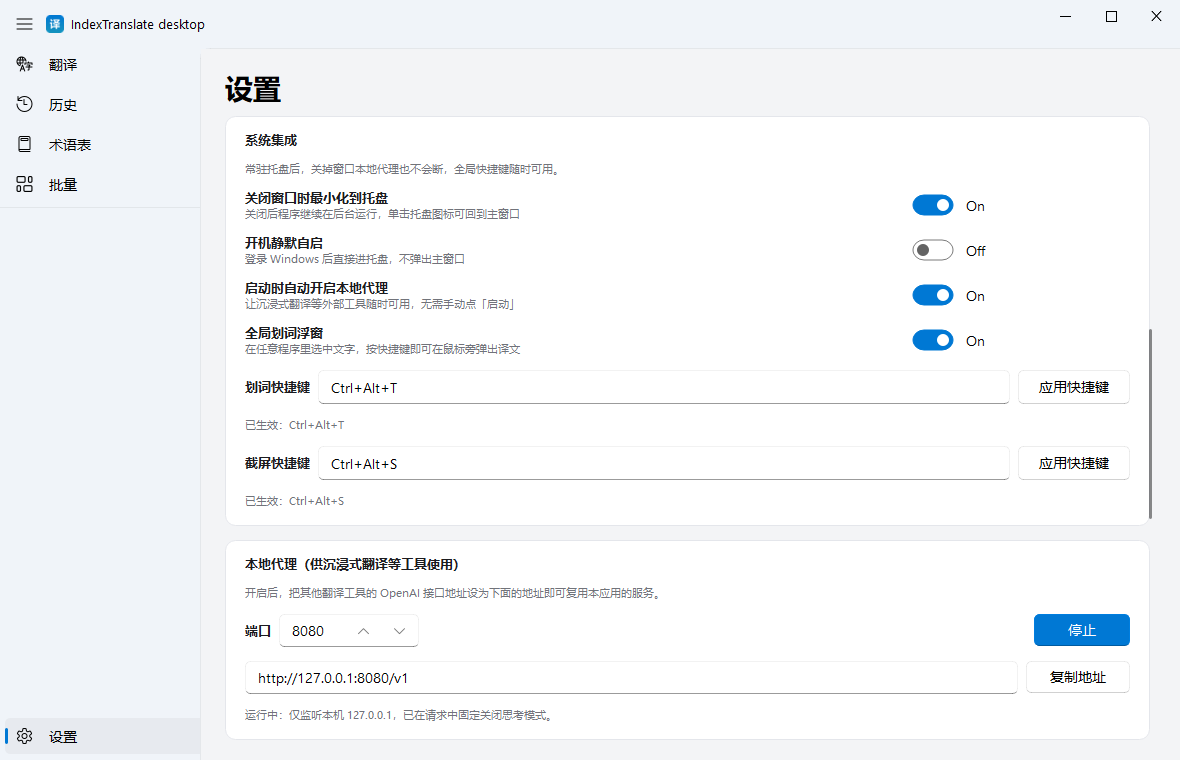 译 IndexTranslate desktop
翻译
历史
术语表
批量
设置
设置
系统集成
常驻托盘后，关掉窗口本地代理也不会断，全局快捷键随时可用。
关闭窗口时最小化到托盘
关闭后程序继续在后台运行，单击托盘图标可回到主窗口
On
开机静默自启
登录 Windows 后直接进托盘，不弹出主窗口
Off
启动时自动开启本地代理
让沉浸式翻译等外部工具随时可用，无需手动点「启动」
On
全局划词浮窗
在任意程序里选中文字，按快捷键即可在鼠标旁弹出译文
On
划词快捷键 Ctrl+Alt+T 应用快捷键
已生效：Ctrl+Alt+T
截屏快捷键 Ctrl+Alt+S 应用快捷键
已生效：Ctrl+Alt+S
本地代理（供沉浸式翻译等工具使用）
开启后，把其他翻译工具的 OpenAI 接口地址设为下面的地址即可复用本应用的服务。
端口 8080 停止
http://127.0.0.1:8080/v1 复制地址
运行中：仅监听本机 127.0.0.1，已在请求中固定关闭思考模式。